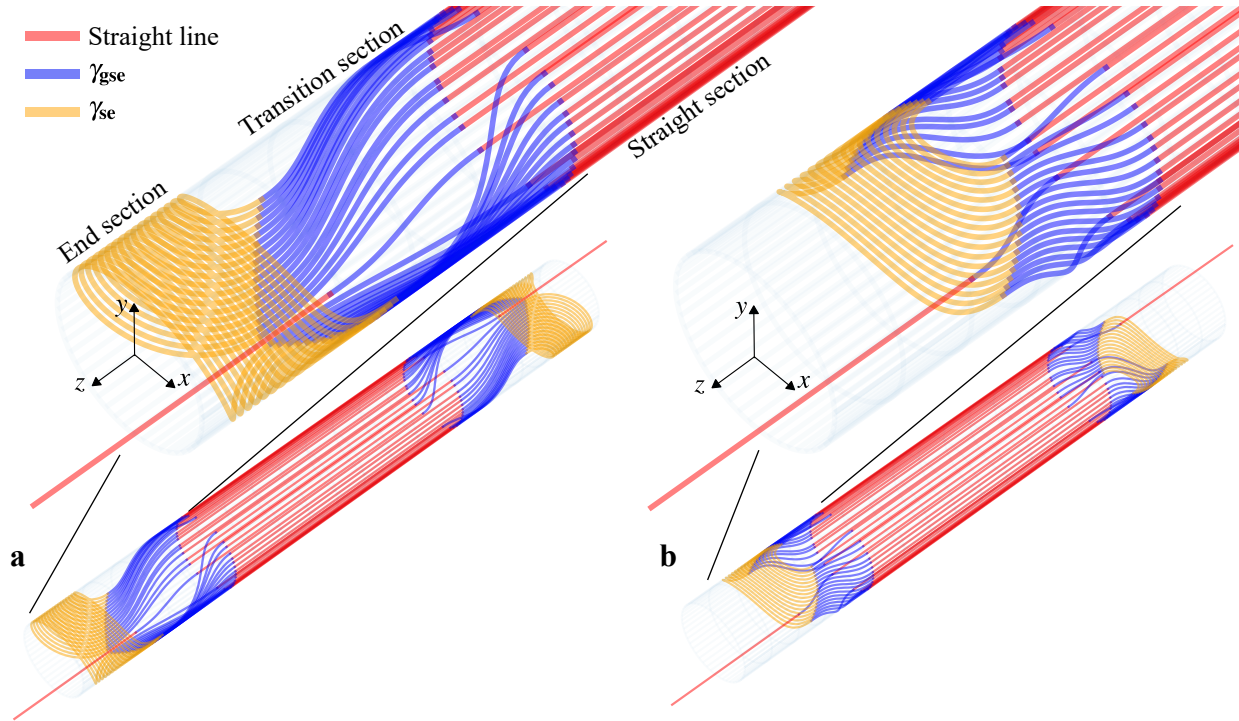 Straight line
γgse
γse
Transition section
Straight section
End section
y
z
x
y
z
x
a
b